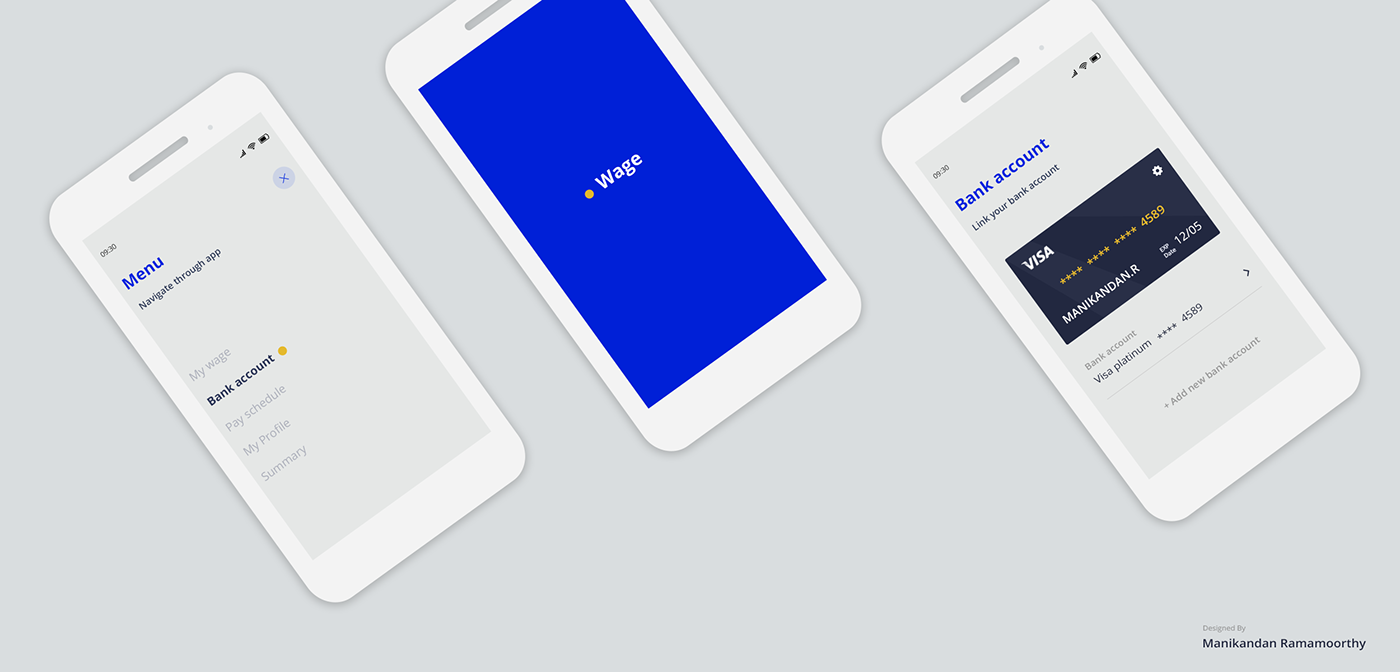 09:30
Menu
Navigate through app
My wage
Bank account
Pay schedule
My Profile
Summary
Wage
09:30
Bank account
Link your bank account
VISA
**** **** **** 4589
MANIKANDAN.R
EXP
Date
12/05
Bank account
Visa platinum **** 4589
+ Add new bank account
Designed By
Manikandan Ramamoorthy